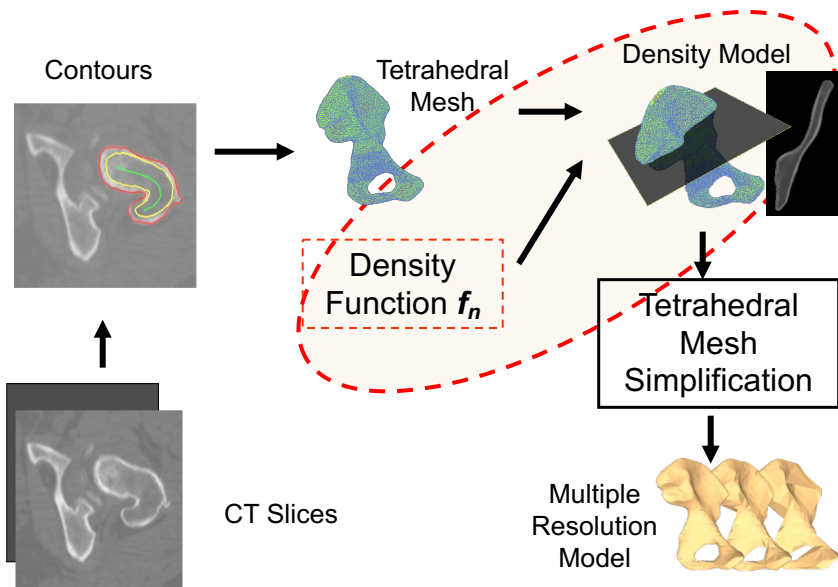 Contours
Tetrahedral
Mesh
Density Model
Density
Function fn
Tetrahedral
Mesh
Simplification
CT Slices
Multiple
Resolution
Model